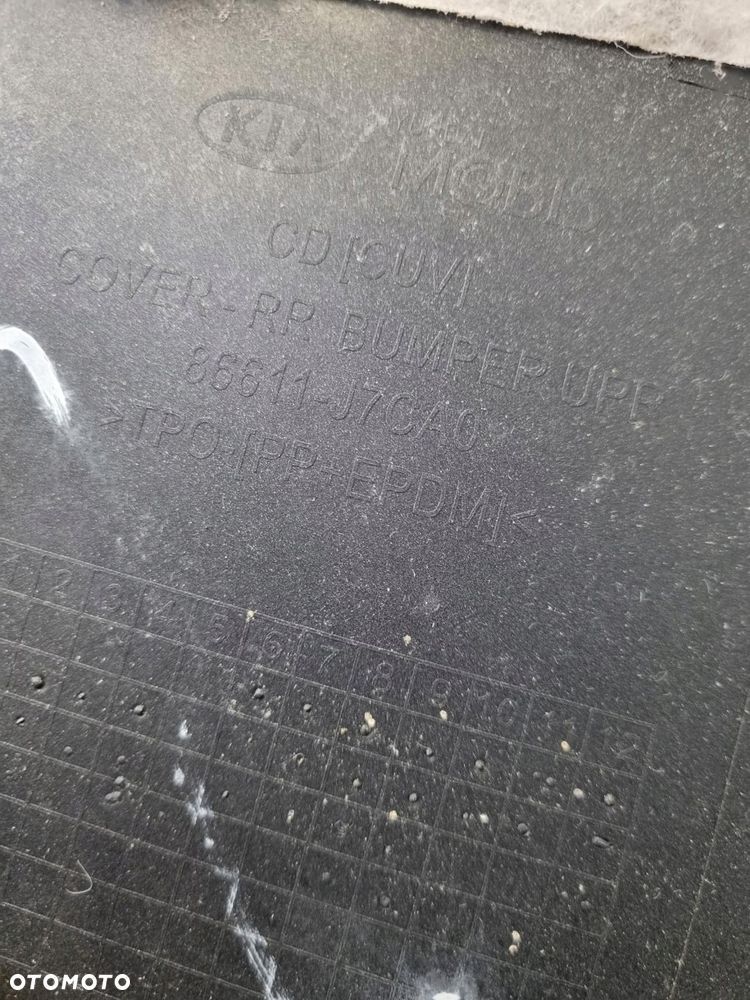 KIA MOBIS
CD [CUV]
COVER - RR BUMPER, UPR
86611-J7CA0
>TPO-[PP+EPDM]<
1 2 3 4 5 6 7 8 9 10 11 12
OTOMOTO